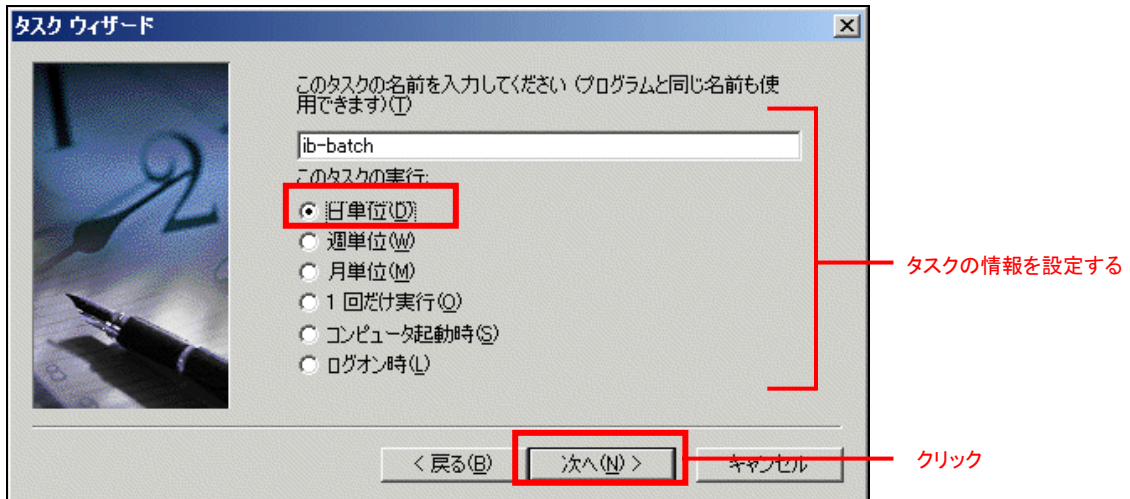 タスク ウィザード
このタスクの名前を入力してください (プログラムと同じ名前も使
用できます)(T)
ib-batch
このタスクの実行:
日単位(D)
週単位(W)
月単位(M)
1 回だけ実行(O)
コンピュータ起動時(S)
ログオン時(L)
タスクの情報を設定する
< 戻る(B)
次へ(N) >
キャンセル
クリック